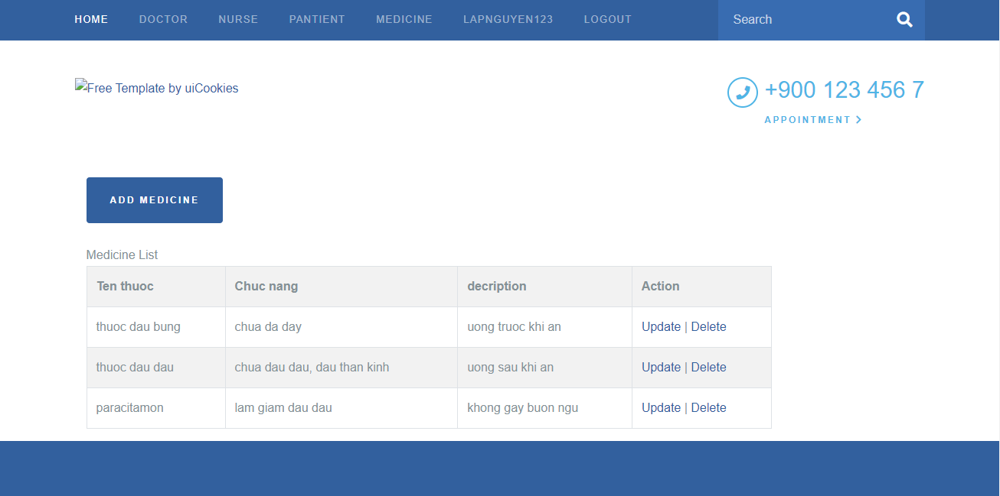 HOME DOCTOR NURSE PANTIENT MEDICINE LAPNGUYEN123 LOGOUT Search
Free Template by uiCookies
+900 123 456 7
APPOINTMENT
ADD MEDICINE
Medicine List
Ten thuoc Chuc nang decription Action
thuoc dau bung chua da day uong truoc khi an Update | Delete
thuoc dau dau chua dau dau, dau than kinh uong sau khi an Update | Delete
paracitamon lam giam dau dau khong gay buon ngu Update | Delete